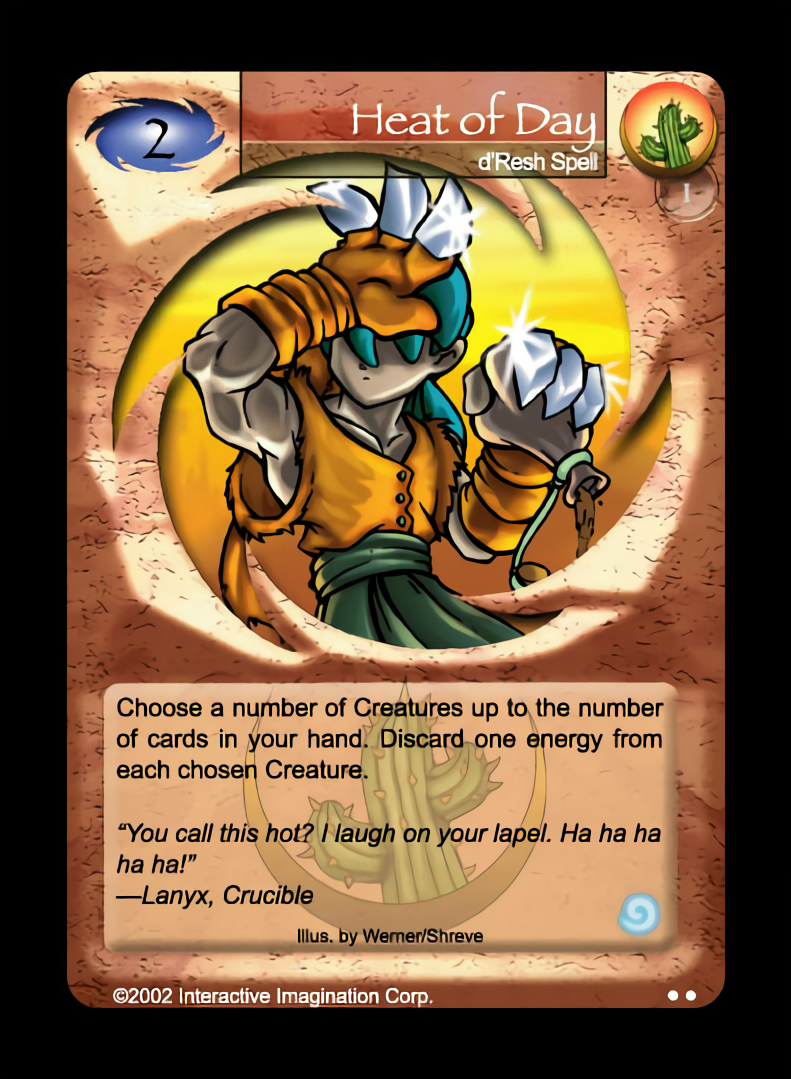 2
Heat of Day
d'Resh Spell
I
Choose a number of Creatures up to the number
of cards in your hand. Discard one energy from
each chosen Creature.
“You call this hot? I laugh on your lapel. Ha ha ha
ha ha!”
—Lanyx, Crucible
Illus. by Werner/Shreve
©2002 Interactive Imagination Corp.